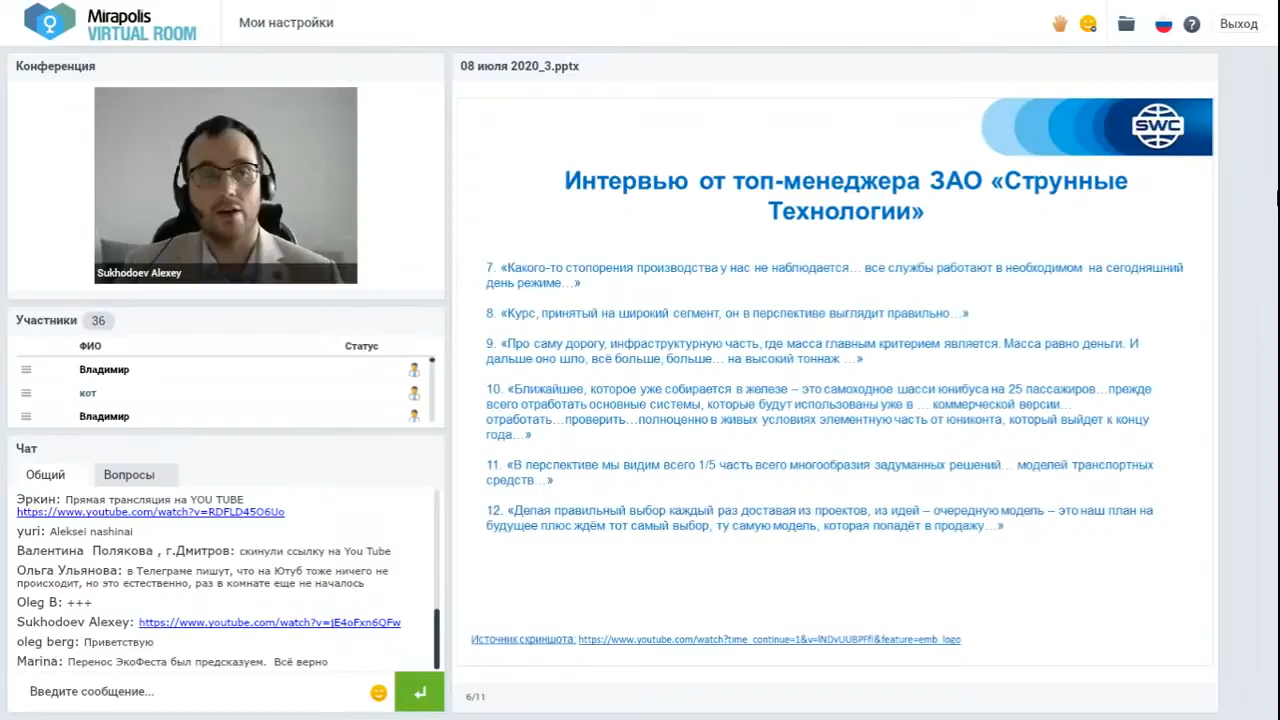 Mirapolis
VIRTUAL ROOM
Мои настройки
Выход
Конференция
Sukhodoev Alexey
Участники 36
ФИО Статус
Владимир
кот
Владимир
Чат
Общий Вопросы
Эркин: Прямая трансляция на YOU TUBE
https://www.youtube.com/watch?v=RDFLD45O6Uo
yuri: Aleksei nashinai
Валентина Полякова , г.Дмитров: скинули ссылку на You Tube
Ольга Ульянова: в Телеграме пишут, что на Ютуб тоже ничего не
происходит, но это естественно, раз в комнате еще не началось
Oleg B: +++
Sukhodoev Alexey: https://www.youtube.com/watch?v=jE4oFxn6QFw
oleg berg: Приветствую
Marina: Перенос ЭкоФеста был предсказуем. Всё верно
Введите сообщение...
08 июля 2020_3.pptx
SWC
Интервью от топ-менеджера ЗАО «Струнные
Технологии»
7. «Какого-то стопорения производства у нас не наблюдается… все службы работают в необходимом на сегодняшний
день режиме…»
8. «Курс, принятый на широкий сегмент, он в перспективе выглядит правильно…»
9. «Про саму дорогу, инфраструктурную часть, где масса главным критерием является. Масса равно деньги. И
дальше оно шло, всё больше, больше… на высокий тоннаж …»
10. «Ближайшее, которое уже собирается в железе – это самоходное шасси юнибуса на 25 пассажиров…прежде
всего отработать основные системы, которые будут использованы уже в … коммерческой версии…
отработать…проверить…полноценно в живых условиях элементную часть от юниконта, который выйдет к концу
года…»
11. «В перспективе мы видим всего 1/5 часть всего многообразия задуманных решений… моделей транспортных
средств…»
12. «Делая правильный выбор каждый раз доставая из проектов, из идей – очередную модель – это наш план на
будущее плюс ждём тот самый выбор, ту самую модель, которая попадёт в продажу…»
Источник скриншота: https://www.youtube.com/watch?time_continue=1&v=lNDvUUBPFfI&feature=emb_logo
6/11